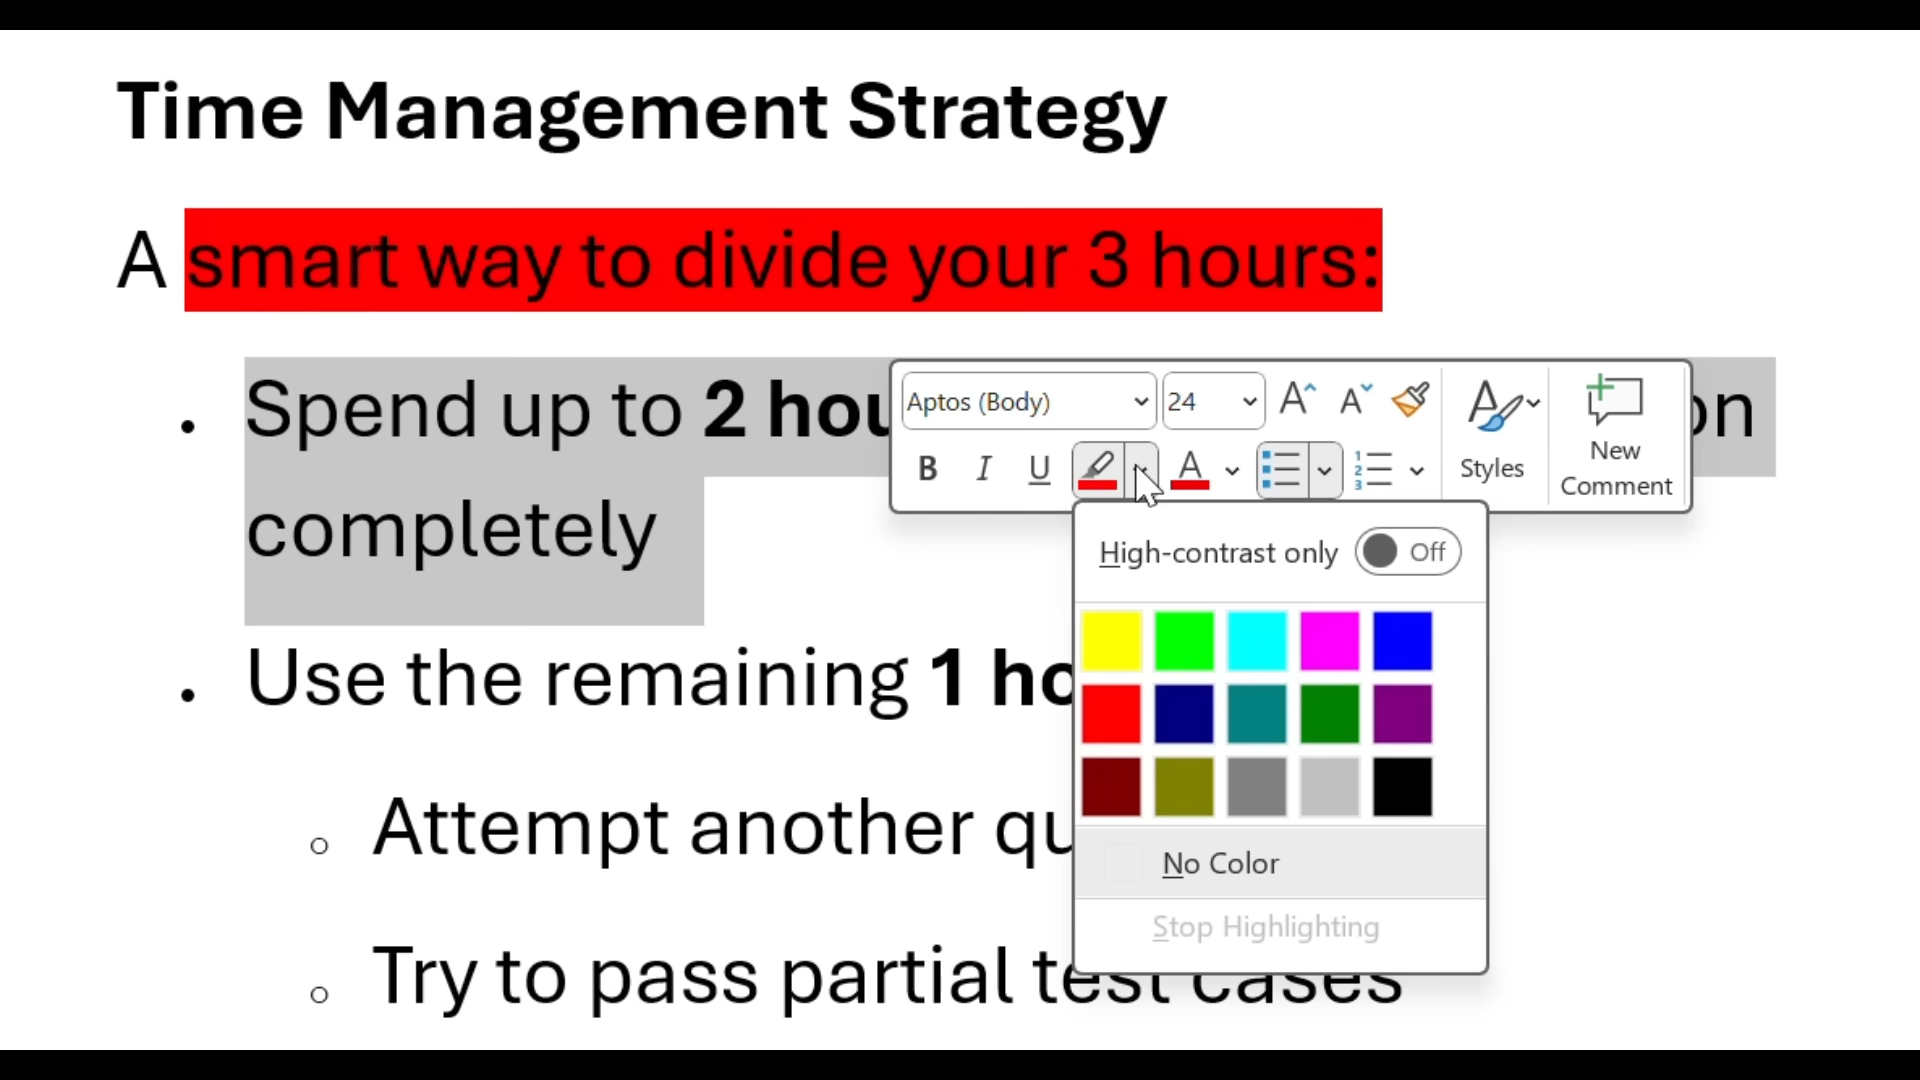 Time Management Strategy
A smart way to divide your 3 hours:
• Spend up to 2 hou on
completely
• Use the remaining 1 ho
○ Attempt another qu
○ Try to pass partial test cases
Aptos (Body) 24
B I U A Styles
New
Comment
High-contrast only Off
No Color
Stop Highlighting